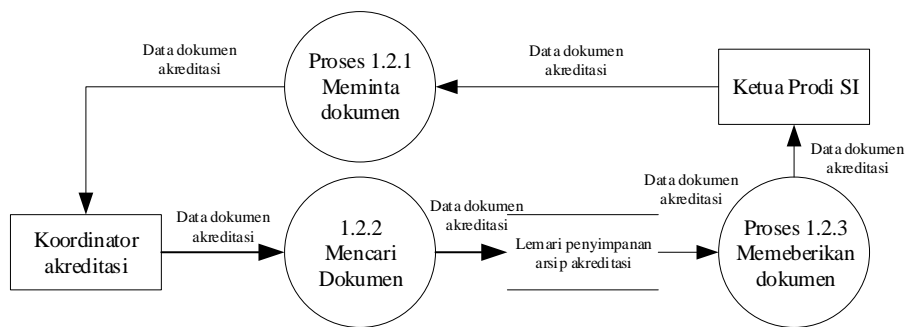 Data dokumen
akreditasi
Proses 1.2.1
Meminta
dokumen
Data dokumen
akreditasi
Ketua Prodi SI
Data dokumen
akreditasi
Data dokumen
akreditasi
Koordinator
akreditasi
Data dokumen
akreditasi
1.2.2
Mencari
Dokumen
Data dokumen
akreditasi
Lemari penyimpanan
arsip akreditasi
Proses 1.2.3
Memeberikan
dokumen